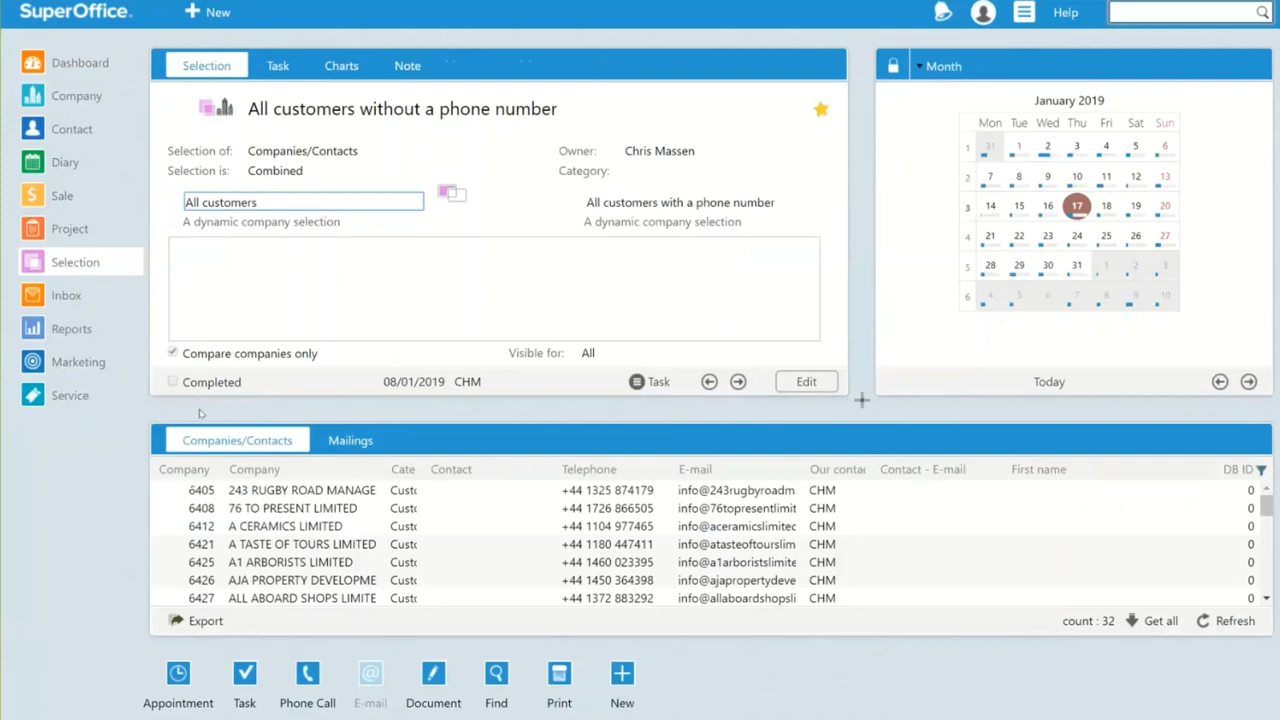 SuperOffice.
New
Help
Dashboard
Company
Contact
Diary
Sale
Project
Selection
Inbox
Reports
Marketing
Service
Selection Task Charts Note
All customers without a phone number
Selection of: Companies/Contacts Owner: Chris Massen
Selection is: Combined Category:
All customers All customers with a phone number
A dynamic company selection A dynamic company selection
Compare companies only Visible for: All
Completed 08/01/2019 CHM Task Edit
Month
January 2019
Mon Tue Wed Thu Fri Sat Sun
1 31 1 2 3 4 5 6
2 7 8 9 10 11 12 13
3 14 15 16 17 18 19 20
4 21 22 23 24 25 26 27
5 28 29 30 31 1 2 3
6 4 5 6 7 8 9 10
Today
Companies/Contacts Mailings
Company Company Cate Contact Telephone E-mail Our conta Contact - E-mail First name DB ID
6405 243 RUGBY ROAD MANAGE Custo +44 1325 874179 info@243rugbyroadm CHM 0
6408 76 TO PRESENT LIMITED Custo +44 1726 866505 info@76topresentlimit CHM 0
6412 A CERAMICS LIMITED Custo +44 1104 977465 info@aceramicslimited CHM 0
6421 A TASTE OF TOURS LIMITED Custo +44 1180 447411 info@atasteoftourslim CHM 0
6425 A1 ARBORISTS LIMITED Custo +44 1460 023395 info@a1arboristslimite CHM 0
6426 AJA PROPERTY DEVELOPME Custo +44 1450 364398 info@ajapropertydeve CHM 0
6427 ALL ABOARD SHOPS LIMITE Custo +44 1372 883292 info@allaboardshopsli CHM 0
Export count : 32 Get all Refresh
Appointment Task Phone Call E-mail Document Find Print New